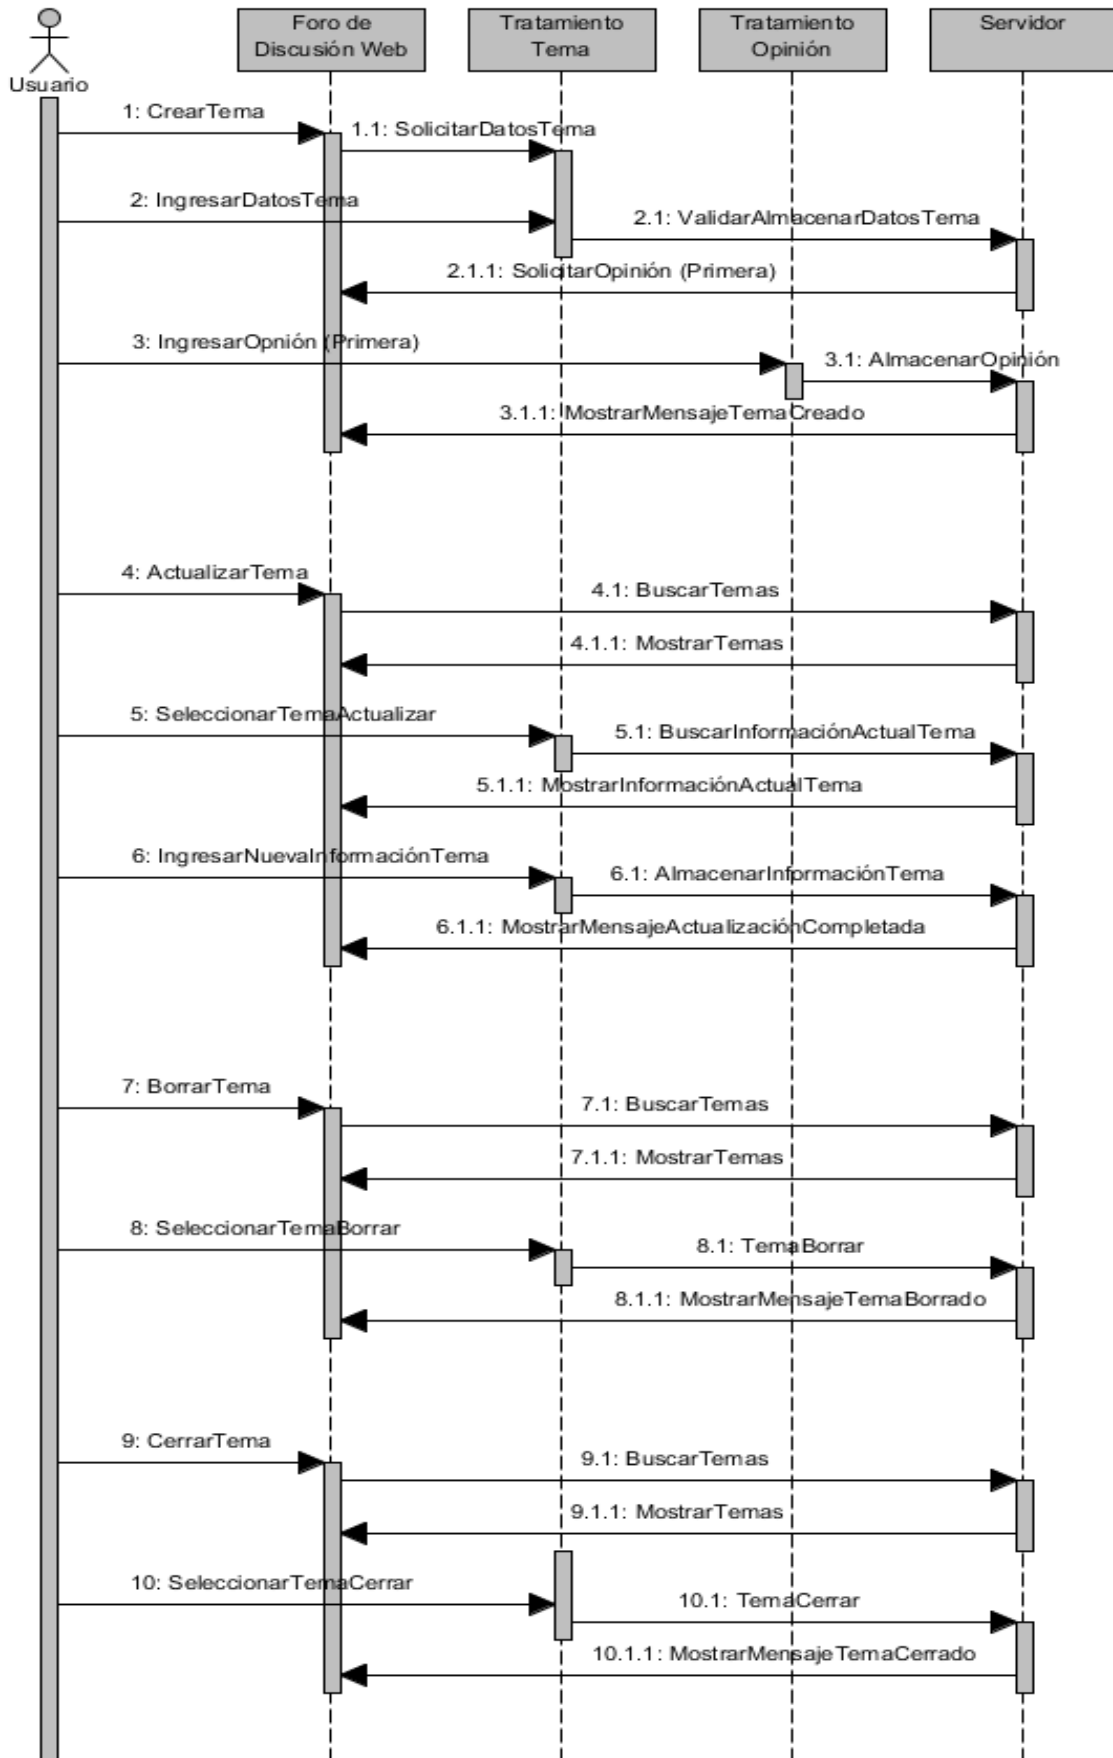 Foro de
Discusión Web
Tratamiento
Tema
Tratamiento
Opinión
Servidor
Usuario
1: CrearTema
1.1: SolicitarDatosTema
2: IngresarDatosTema
2.1: ValidarAlmacenarDatosTema
2.1.1: SolicitarOpinión (Primera)
3: IngresarOpnión (Primera)
3.1: AlmacenarOpinión
3.1.1: MostrarMensajeTemaCreado
4: ActualizarTema
4.1: BuscarTemas
4.1.1: MostrarTemas
5: SeleccionarTemaActualizar
5.1: BuscarInformaciónActualTema
5.1.1: MostrarInformaciónActualTema
6: IngresarNuevaInformaciónTema
6.1: AlmacenarInformaciónTema
6.1.1: MostrarMensajeActualizaciónCompletada
7: BorrarTema
7.1: BuscarTemas
7.1.1: MostrarTemas
8: SeleccionarTemaBorrar
8.1: TemaBorrar
8.1.1: MostrarMensajeTemaBorrado
9: CerrarTema
9.1: BuscarTemas
9.1.1: MostrarTemas
10: SeleccionarTemaCerrar
10.1: TemaCerrar
10.1.1: MostrarMensajeTemaCerrado